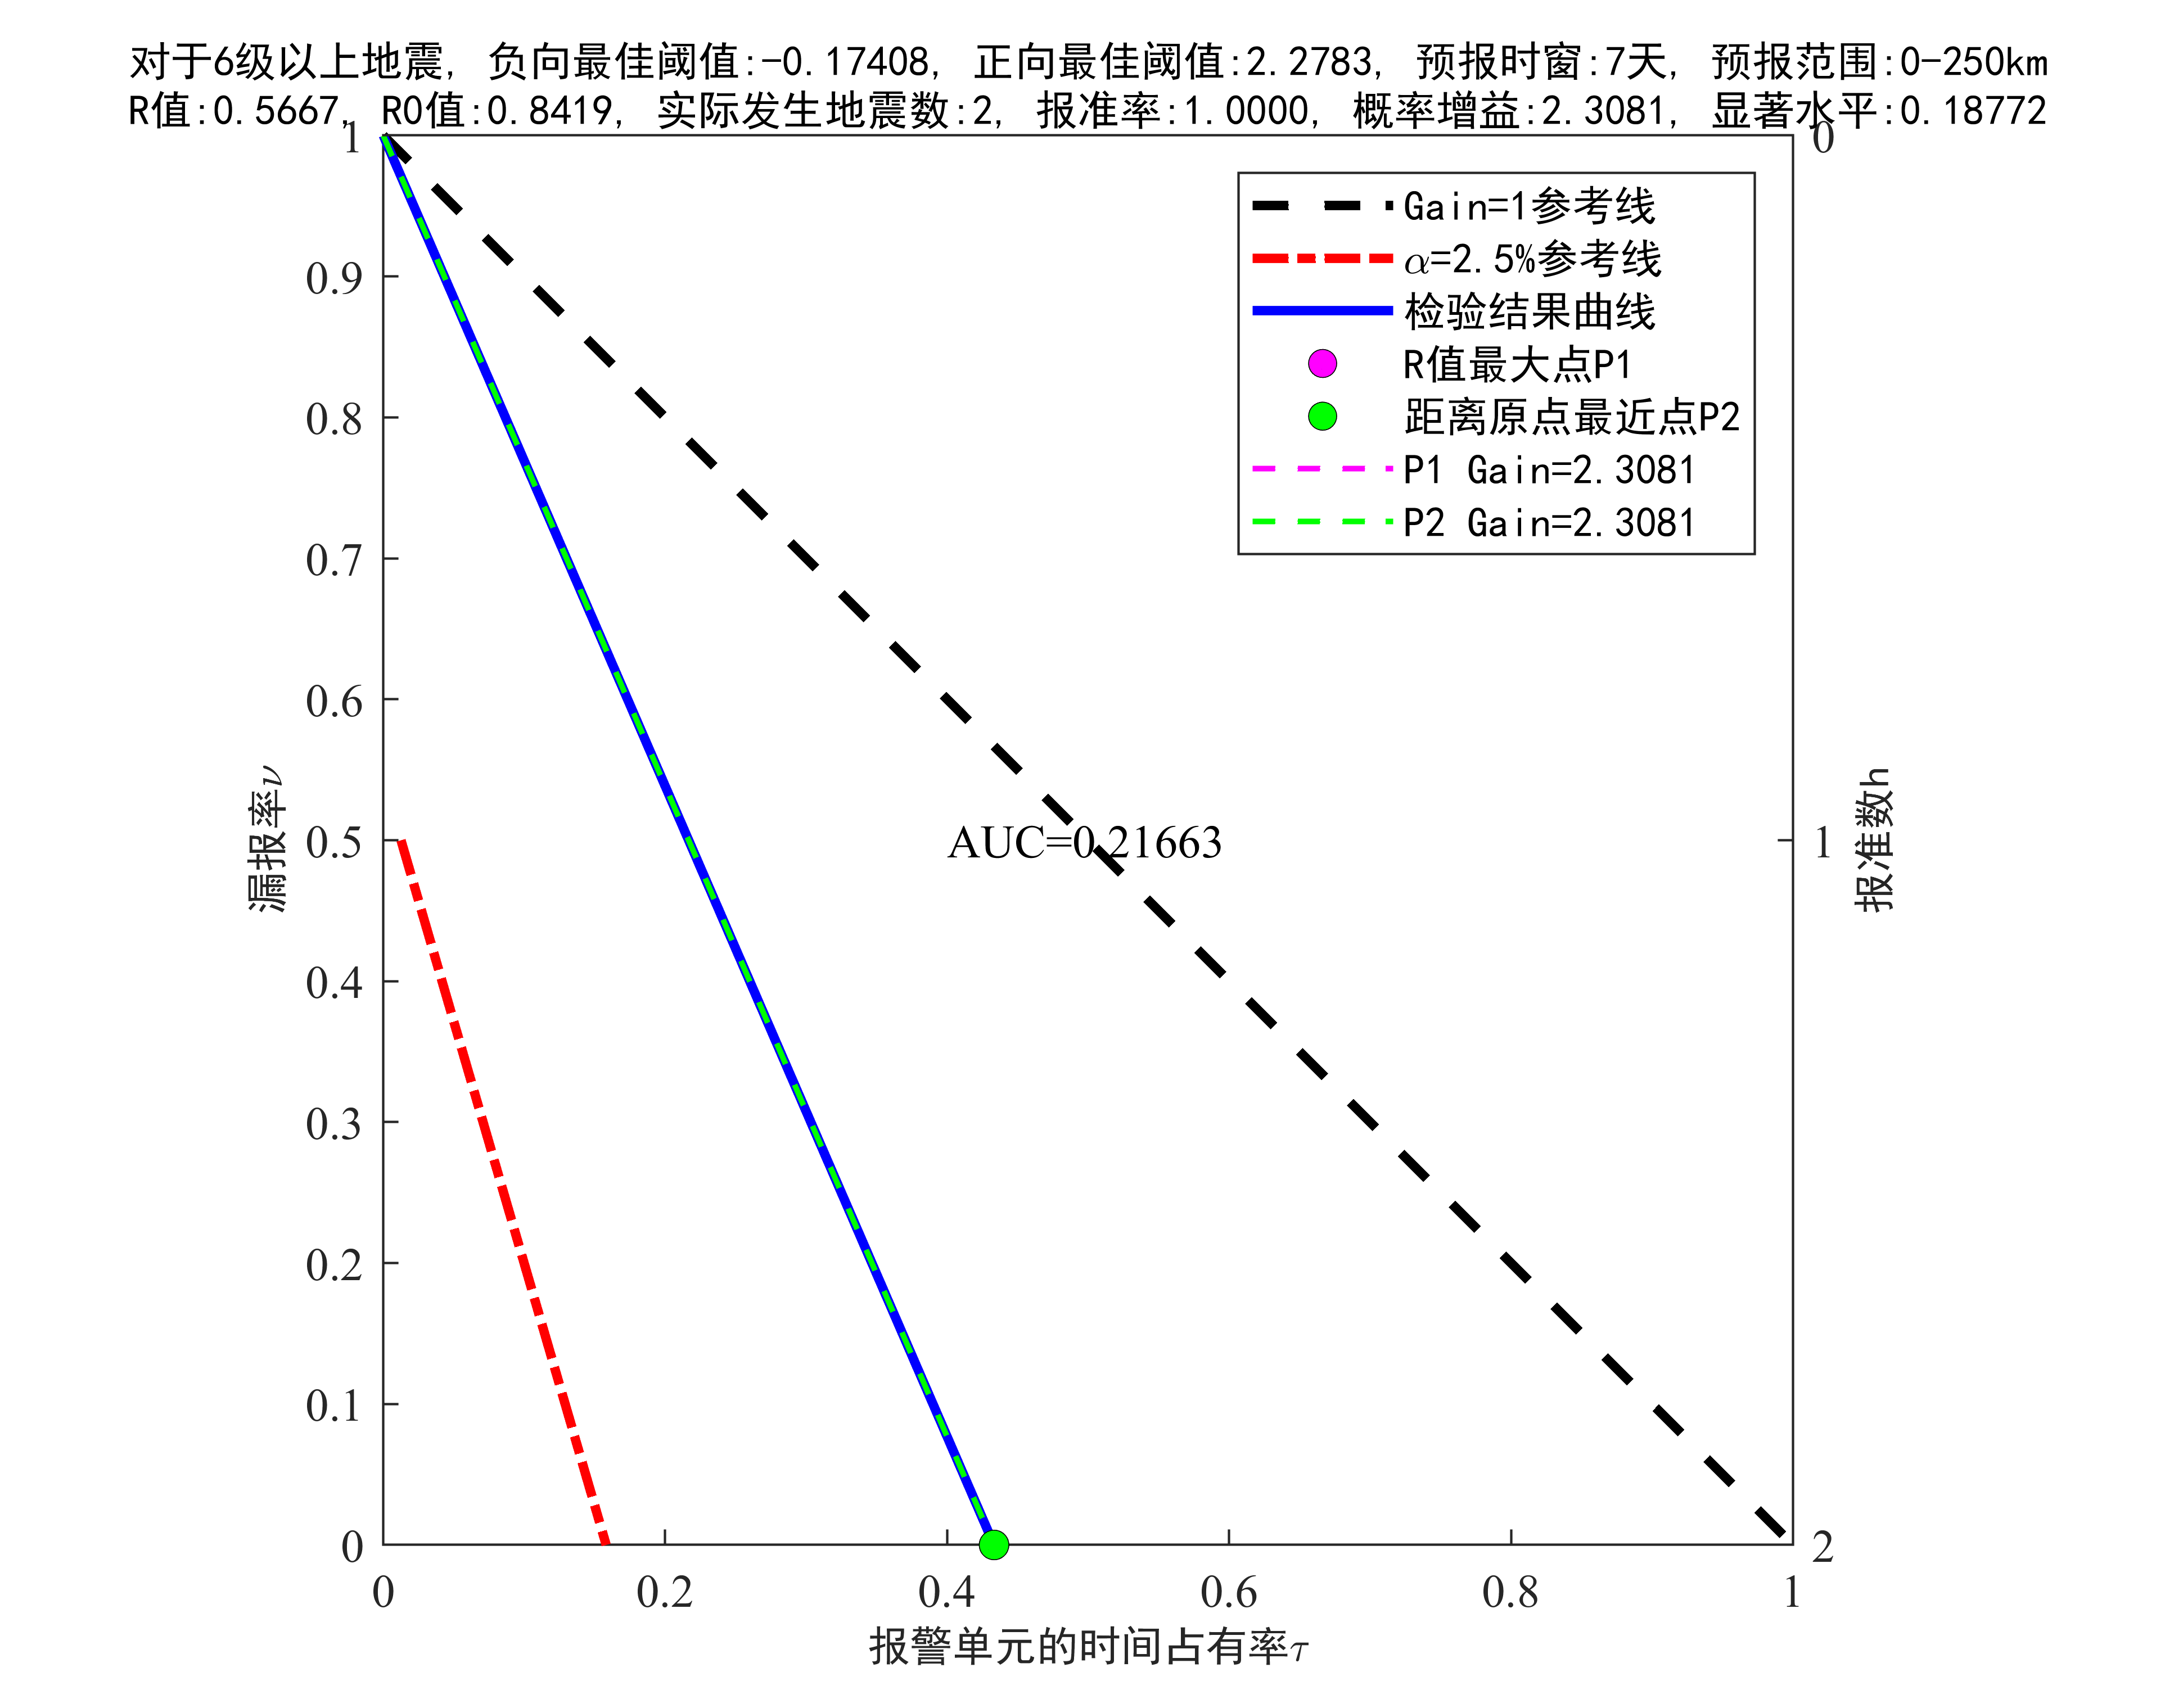 对于6级以上地震, 负向最佳阈值:-0.17408, 正向最佳阈值:2.2783, 预报时窗:7天, 预报范围:0-250km
R值:0.5667, R0值:0.8419, 实际发生地震数:2, 报准率:1.0000, 概率增益:2.3081, 显著水平:0.18772
Gain=1参考线
α=2.5%参考线
检验结果曲线
R值最大点P1
距离原点最近点P2
P1 Gain=2.3081
P2 Gain=2.3081
AUC=0.21663
1
0.9
0.8
0.7
0.6
0.5
0.4
0.3
0.2
0.1
0
漏报率ν
0
1
2
报准数h
0
0.2
0.4
0.6
0.8
1
报警单元的时间占有率τ